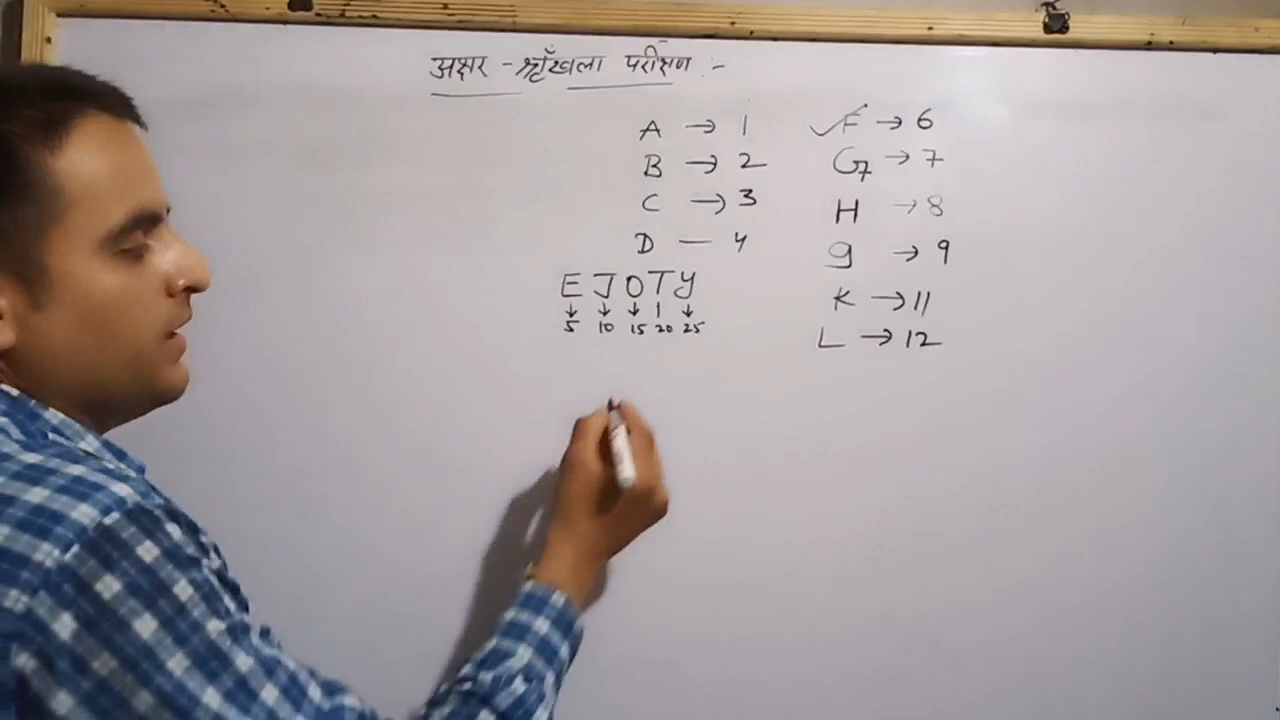 अक्षर - श्रृँखला परीक्षण :-
A → 1
B → 2
C → 3
D — 4
E J O T Y
↓ ↓ ↓ | ↓
5 10 15 20 25
✓ F → 6
G7 → 7
H → 8
g → 9
K → 11
L → 12